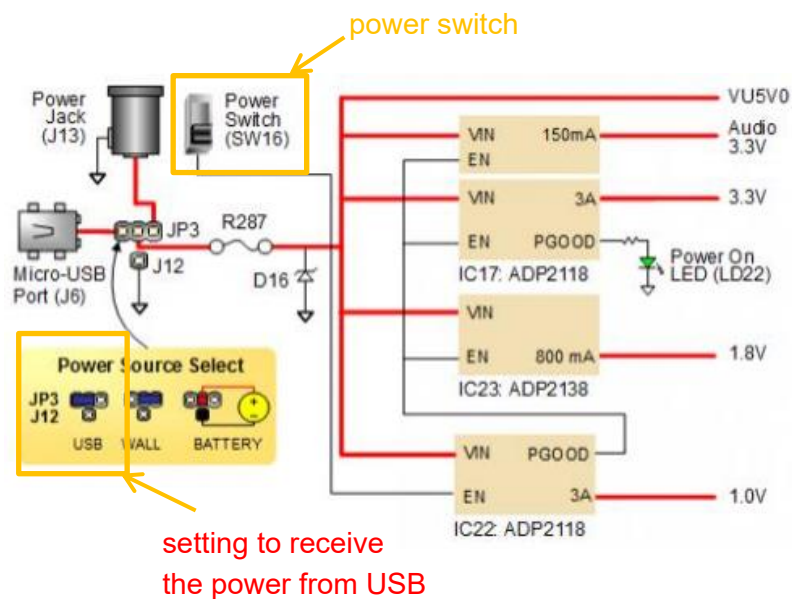 power switch
Power
Jack
(J13)
Power
Switch
(SW16)
VU5V0
VIN 150mA
EN
Audio
3.3V
VIN 3A
3.3V
EN PGOOD
IC17: ADP2118
Power On
LED (LD22)
JP3
R287
J12
D16
Micro-USB
Port (J6)
VIN
EN 800 mA
1.8V
IC23: ADP2138
Power Source Select
JP3
J12
USB WALL BATTERY
VIN PGOOD
EN 3A
1.0V
IC22: ADP2118
setting to receive
the power from USB